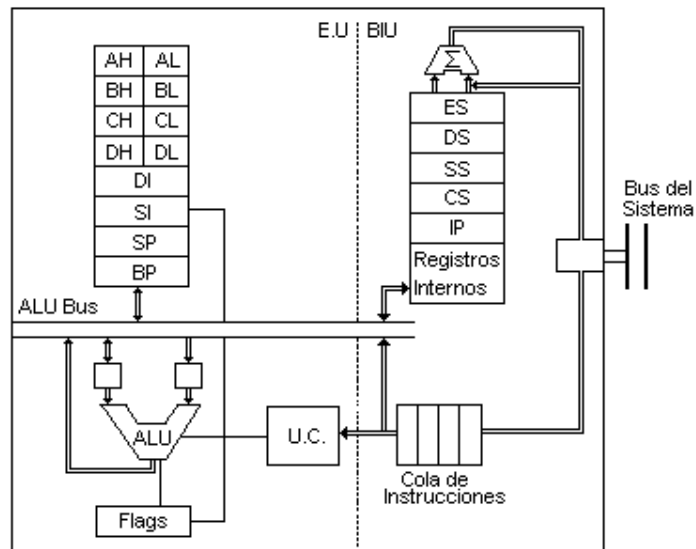 E.U BIU
AH AL
BH BL
CH CL
DH DL
DI
SI
SP
BP
ALU Bus
Σ
ES
DS
SS
CS
IP
Registros
Internos
Bus del
Sistema
ALU
U.C.
Flags
Cola de
Instrucciones